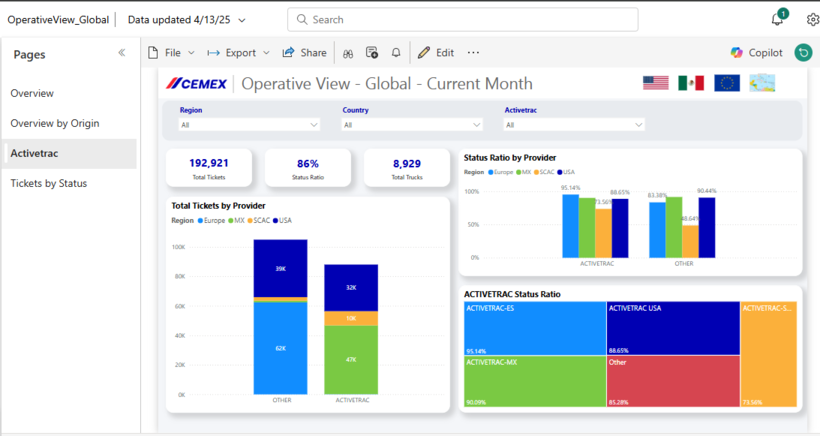 OperativeView_Global
Data updated 4/13/25
Search
1
Pages
File
Export
Share
Edit
Copilot
Overview
Overview by Origin
Activetrac
Tickets by Status
CEMEX
Operative View - Global - Current Month
Region
Country
Activetrac
All
All
All
192,921
Total Tickets
86%
Status Ratio
8,929
Total Trucks
Total Tickets by Provider
Region Europe MX SCAC USA
100K
80K
60K
40K
20K
0K
39K
62K
32K
10K
47K
OTHER
ACTIVETRAC
Status Ratio by Provider
Region Europe MX SCAC USA
100%
50%
0%
95.14%
73.56%
88.65%
83.38%
48.64%
90.44%
ACTIVETRAC
OTHER
ACTIVETRAC Status Ratio
ACTIVETRAC-ES
95.14%
ACTIVETRAC USA
88.65%
ACTIVETRAC-S...
73.56%
ACTIVETRAC-MX
90.09%
Other
85.28%